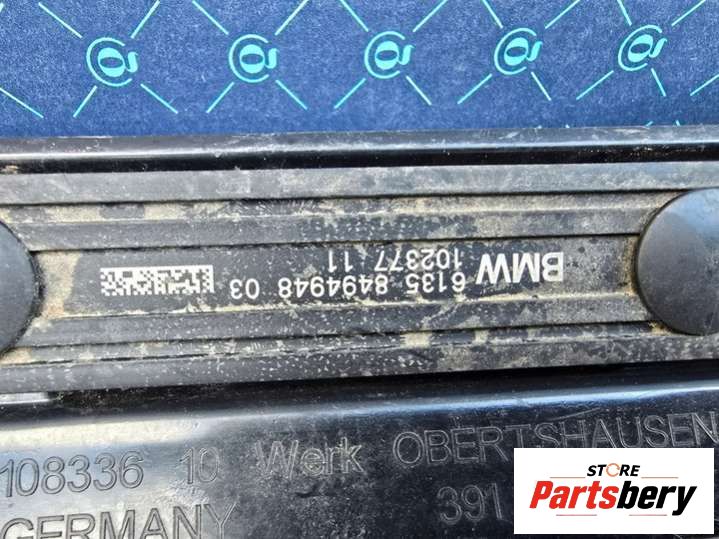 BMW
102377 11
6135 8494948 03
108336 10 Werk OBERTSHAUSEN
GERMANY 391
STORE
Partsbery